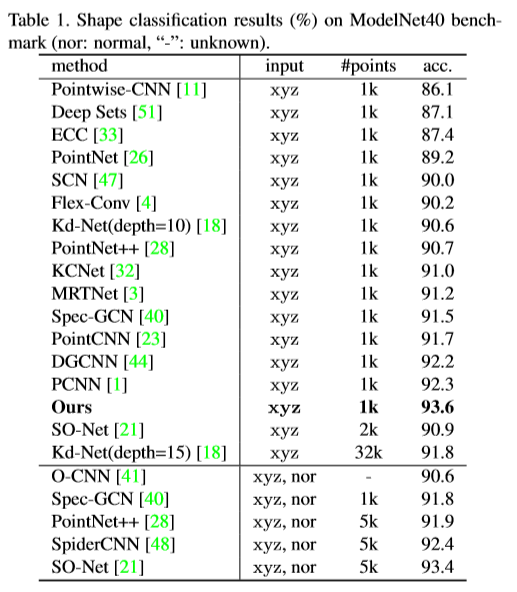 Table 1. Shape classification results (%) on ModelNet40 bench-
mark (nor: normal, “-”: unknown).
method input #points acc.
Pointwise-CNN [11] xyz 1k 86.1
Deep Sets [51] xyz 1k 87.1
ECC [33] xyz 1k 87.4
PointNet [26] xyz 1k 89.2
SCN [47] xyz 1k 90.0
Flex-Conv [4] xyz 1k 90.2
Kd-Net(depth=10) [18] xyz 1k 90.6
PointNet++ [28] xyz 1k 90.7
KCNet [32] xyz 1k 91.0
MRTNet [3] xyz 1k 91.2
Spec-GCN [40] xyz 1k 91.5
PointCNN [23] xyz 1k 91.7
DGCNN [44] xyz 1k 92.2
PCNN [1] xyz 1k 92.3
Ours xyz 1k 93.6
SO-Net [21] xyz 2k 90.9
Kd-Net(depth=15) [18] xyz 32k 91.8
O-CNN [41] xyz, nor - 90.6
Spec-GCN [40] xyz, nor 1k 91.8
PointNet++ [28] xyz, nor 5k 91.9
SpiderCNN [48] xyz, nor 5k 92.4
SO-Net [21] xyz, nor 5k 93.4